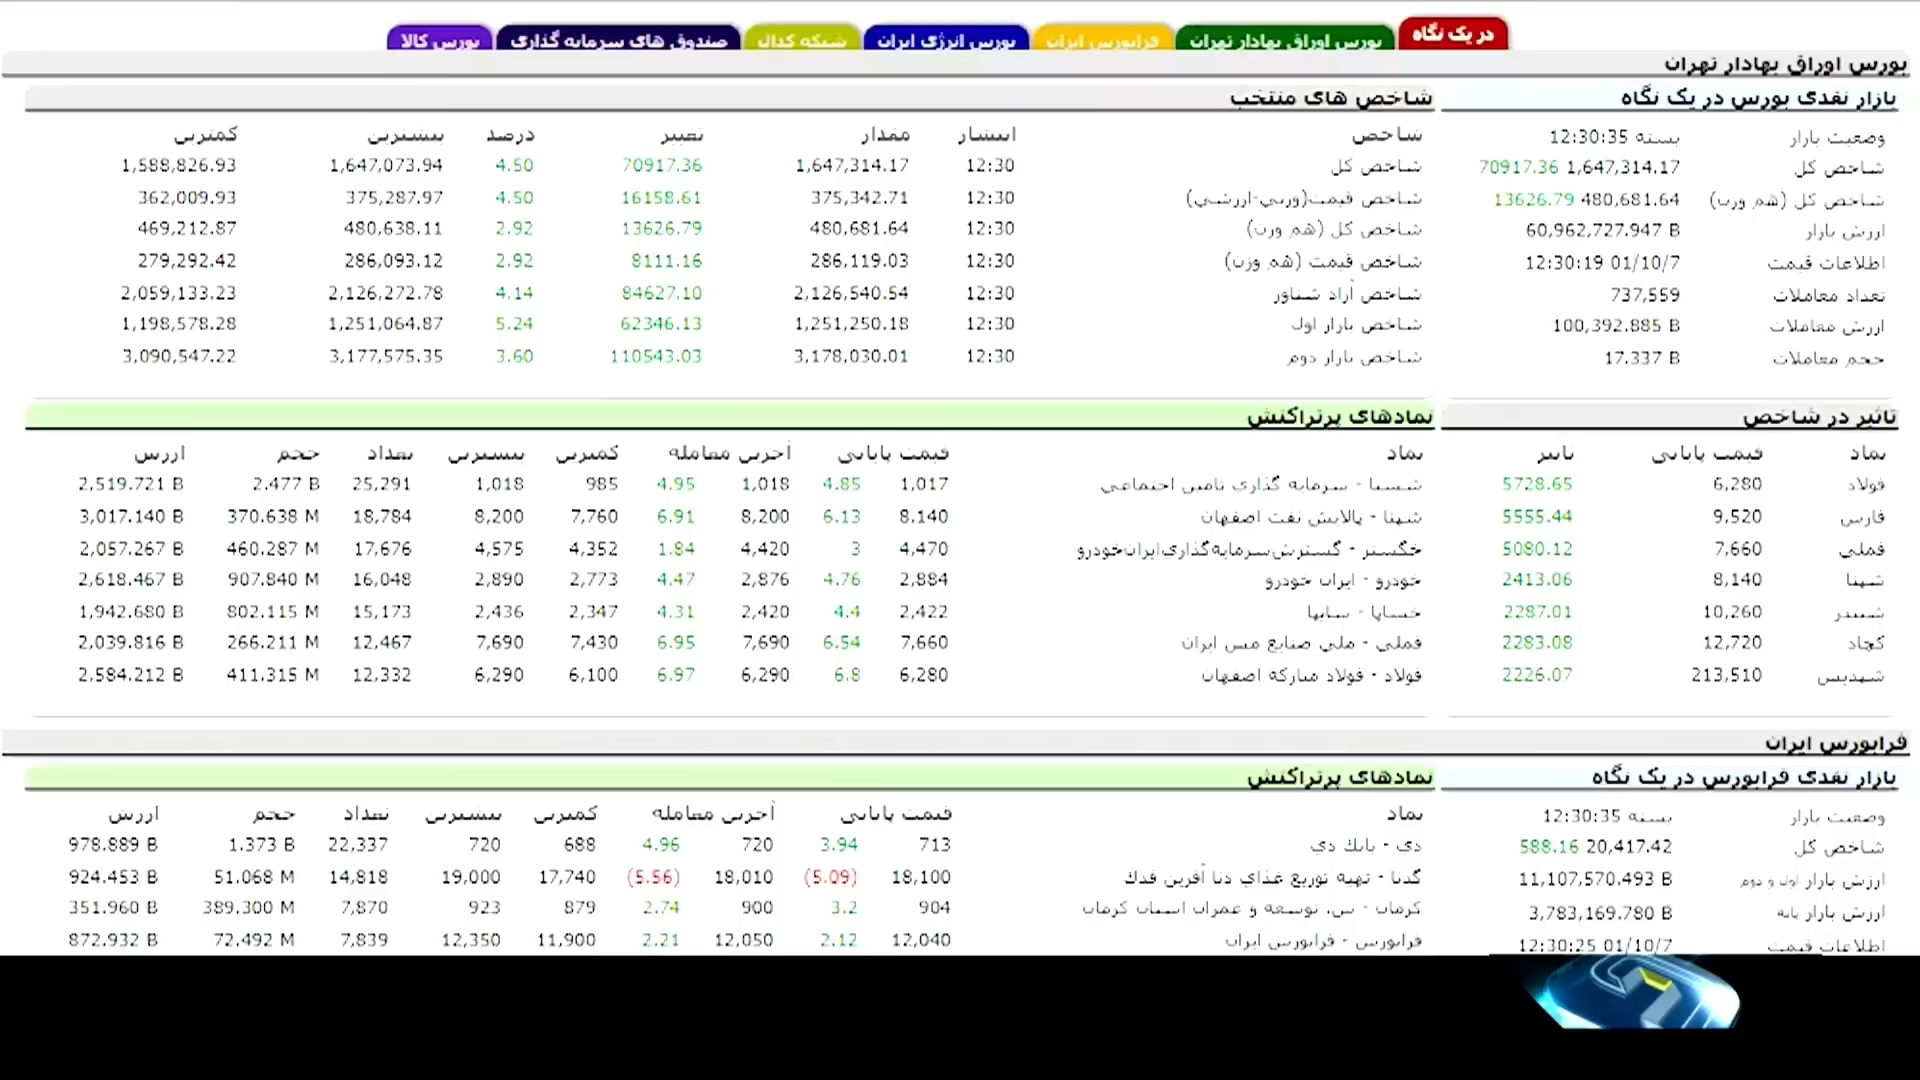 در یک نگاه بورس اوراق بهادار تهران فرابورس ایران بورس انرژی ایران شبکه کدال صندوق های سرمایه گذاری بورس کالا
بورس اوراق بهادار تهران
بازار نقدی بورس در یک نگاه
وضعیت بازار بسته 12:30:35
شاخص کل 1,647,314.17 70917.36
شاخص كل (هم وزن) 480,681.64 13626.79
ارزش بازار 60,962,727.947 B
اطلاعات قیمت 01/10/7 12:30:19
تعداد معاملات 737,559
ارزش معاملات 100,392.885 B
حجم معاملات 17.337 B
شاخص های منتخب
شاخص انتشار مقدار تغییر درصد بیشترین کمترین
شاخص كل 12:30 1,647,314.17 70917.36 4.50 1,647,073.94 1,588,826.93
شاخص قیمت(وزني-ارزشي) 12:30 375,342.71 16158.61 4.50 375,287.97 362,009.93
شاخص كل (هم وزن) 12:30 480,681.64 13626.79 2.92 480,638.11 469,212.87
شاخص قیمت (هم وزن) 12:30 286,119.03 8111.16 2.92 286,093.12 279,292.42
شاخص آزاد شناور 12:30 2,126,540.54 84627.10 4.14 2,126,272.78 2,059,133.23
شاخص بازار اول 12:30 1,251,250.18 62346.13 5.24 1,251,064.87 1,198,578.28
شاخص بازار دوم 12:30 3,178,030.01 110543.03 3.60 3,177,575.35 3,090,547.22
تاثیر در شاخص
نماد قیمت پایانی تاثیر
فولاد 6,280 5728.65
فارس 9,520 5555.44
فملی 7,660 5080.12
شپنا 8,140 2413.06
شبندر 10,260 2287.01
کچاد 12,720 2283.08
شپدیس 213,510 2226.07
نمادهای پرتراکنش
نماد قیمت پایانی آخرین معامله کمترین بیشترین تعداد حجم ارزش
شستا - سرمایه گذاري تامین اجتماعي 1,017 4.85 1,018 4.95 985 1,018 25,291 2.477 B 2,519.721 B
شپنا - پالایش نفت اصفهان 8,140 6.13 8,200 6.91 7,760 8,200 18,784 370.638 M 3,017.140 B
خگستر - گسترش‌سرمایه‌گذاری‌ایران‌خودرو 4,470 3 4,420 1.84 4,352 4,575 17,676 460.287 M 2,057.267 B
خودرو - ایران خودرو 2,884 4.76 2,876 4.47 2,773 2,890 16,048 907.840 M 2,618.467 B
خساپا - سایپا 2,422 4.4 2,420 4.31 2,347 2,436 15,173 802.115 M 1,942.680 B
فملی - ملی صنایع مس ایران 7,660 6.54 7,690 6.95 7,430 7,690 12,467 266.211 M 2,039.816 B
فولاد - فولاد مبارکه اصفهان 6,280 6.8 6,290 6.97 6,100 6,290 12,332 411.315 M 2,584.212 B
فرابورس ایران
بازار نقدی فرابورس در یک نگاه
وضعیت بازار بسته 12:30:35
شاخص کل 20,417.42 588.16
ارزش بازار اول و دوم 11,107,570.493 B
ارزش بازار پایه 3,783,169.780 B
اطلاعات قیمت 01/10/7 12:30:25
نمادهای پرتراکنش
نماد قیمت پایانی آخرین معامله کمترین بیشترین تعداد حجم ارزش
دي - بانك دي 713 3.94 720 4.96 688 720 22,337 1.373 B 978.889 B
گدنا - تهیه توزیع غذاي دنا آفرین فدك 18,100 (5.09) 18,010 (5.56) 17,740 19,000 14,818 51.068 M 924.453 B
کرمان - س. توسعه و عمران استان کرمان 904 3.2 900 2.74 879 923 7,870 389.300 M 351.960 B
فرابورس - فرابورس ایران 12,040 2.12 12,050 2.21 11,900 12,350 7,839 72.492 M 872.932 B